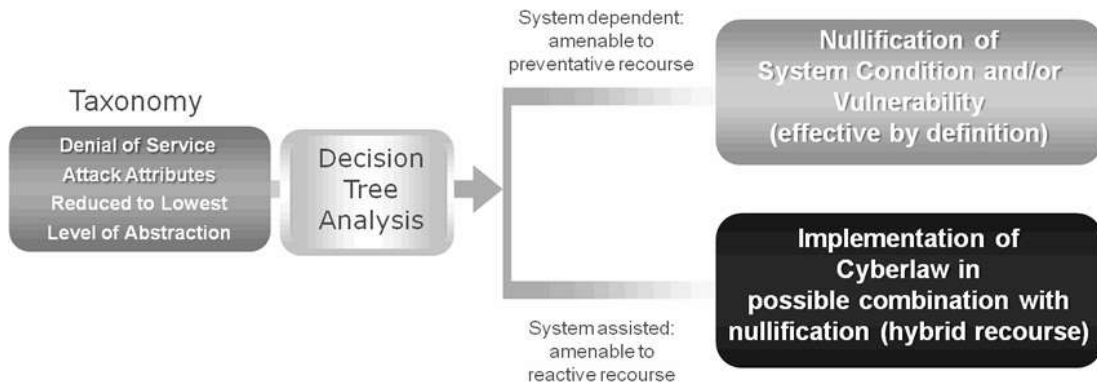 Taxonomy
Denial of Service
Attack Attributes
Reduced to Lowest
Level of Abstraction
Decision
Tree
Analysis
System dependent:
amenable to
preventative recourse
Nullification of
System Condition and/or
Vulnerability
(effective by definition)
System assisted:
amenable to
reactive recourse
Implementation of
Cyberlaw in
possible combination with
nullification (hybrid recourse)